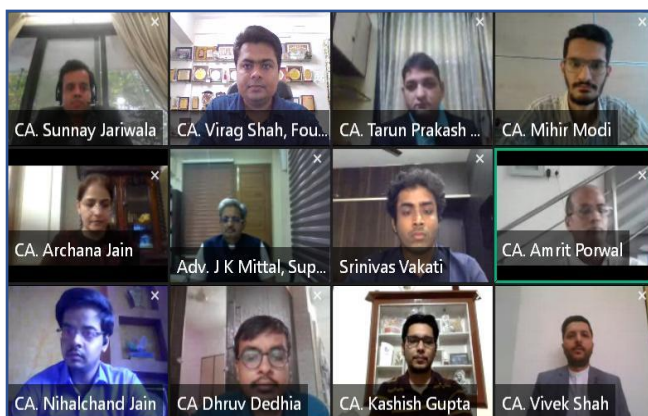 CA. Sunnay Jariwala
CA. Virag Shah, Fou...
CA. Tarun Prakash ...
CA. Mihir Modi
CA. Archana Jain
Adv. J K Mittal, Sup...
Srinivas Vakati
CA. Amrit Porwal
CA. Nihalchand Jain
CA Dhruv Dedhia
CA. Kashish Gupta
CA. Vivek Shah